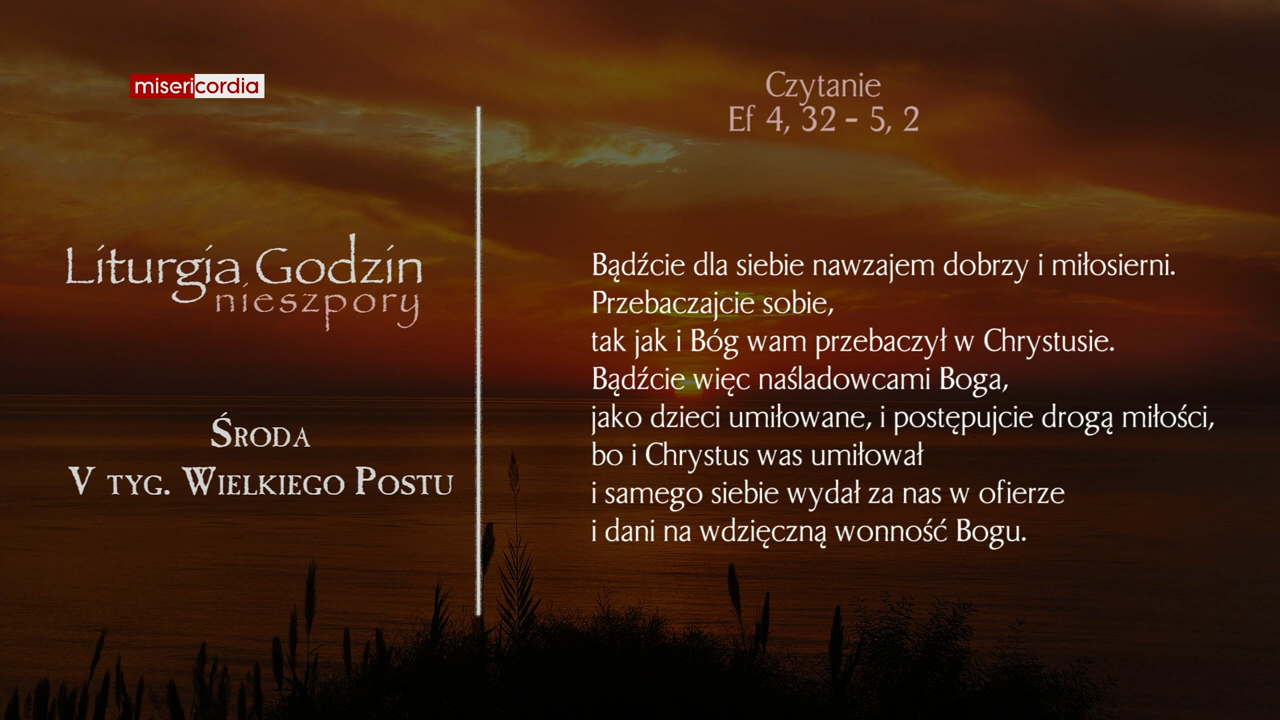 misericordia
Liturgia Godzin
nieszpory
Środa
V tyg. Wielkiego Postu
Czytanie
Ef 4, 32 – 5, 2
Bądźcie dla siebie nawzajem dobrzy i miłosierni.
Przebaczajcie sobie,
tak jak i Bóg wam przebaczył w Chrystusie.
Bądźcie więc naśladowcami Boga,
jako dzieci umiłowane, i postępujcie drogą miłości,
bo i Chrystus was umiłował
i samego siebie wydał za nas w ofierze
i dani na wdzięczną wonność Bogu.